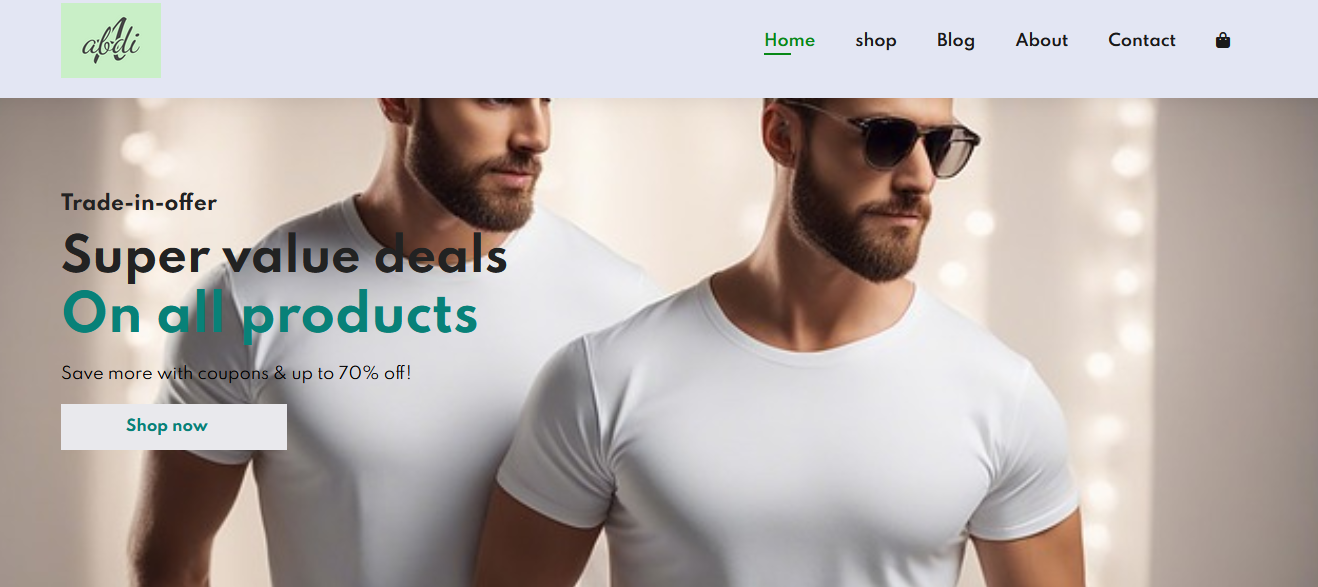 abdi
Home shop Blog About Contact
Trade-in-offer
Super value deals
On all products
Save more with coupons & up to 70% off!
Shop now